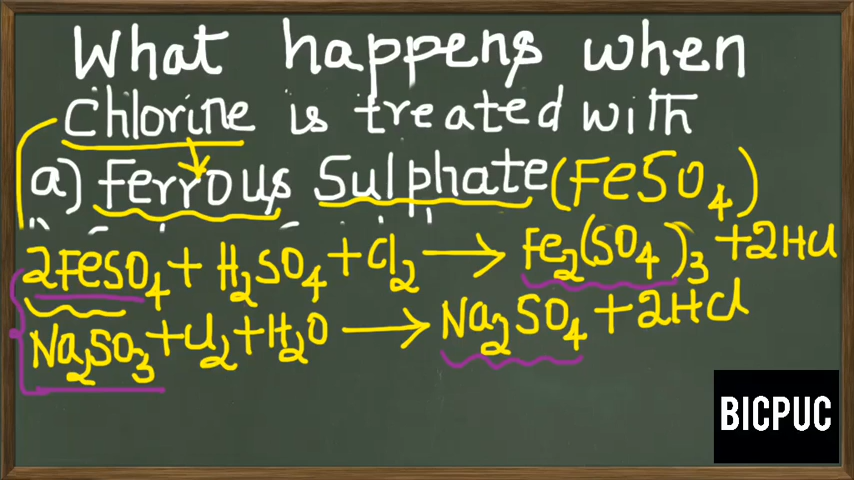 What happens when
Chlorine is treated with
a) Ferrous Sulphate (FeSO₄)
2FeSO₄ + H₂SO₄ + Cl₂ → Fe₂(SO₄)₃ + 2HCl
Na₂SO₃ + Cl₂ + H₂O → Na₂SO₄ + 2HCl
BICPUC